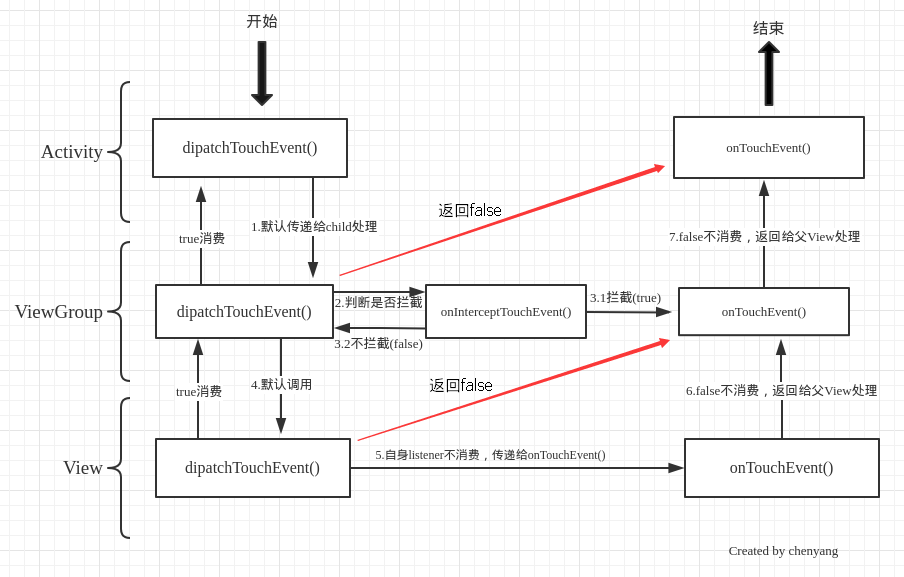 开始
结束
Activity
dipatchTouchEvent()
onTouchEvent()
返回false
1.默认传递给child处理
true消费
7.false不消费，返回给父View处理
ViewGroup
dipatchTouchEvent()
2.判断是否拦截
onInterceptTouchEvent()
3.1拦截(true)
onTouchEvent()
3.2不拦截(false)
true消费
4.默认调用
返回false
6.false不消费，返回给父View处理
View
dipatchTouchEvent()
5.自身listener不消费，传递给onTouchEvent()
onTouchEvent()
Created by chenyang